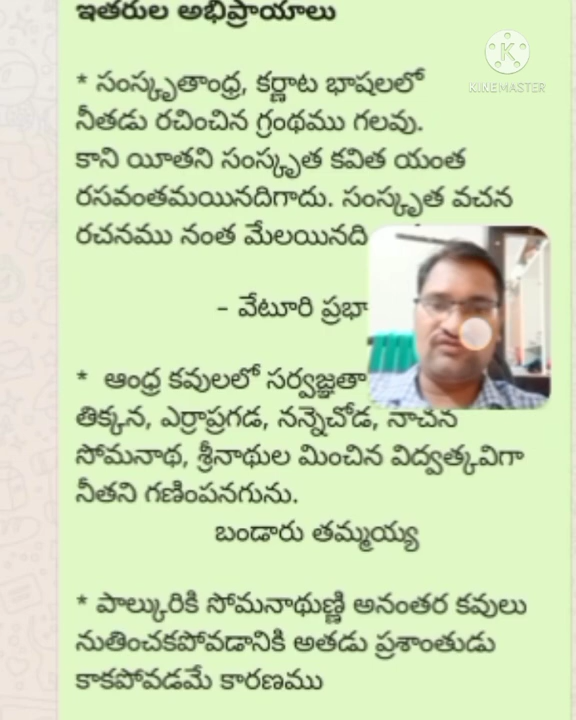 ఇతరుల అభిప్రాయాలు
KINEMASTER
* సంస్కృతాంధ్ర, కర్ణాట భాషలలో
నీతడు రచించిన గ్రంథము గలవు.
కాని యీతని సంస్కృత కవిత యంత
రసవంతమయినదిగాదు. సంస్కృత వచన
రచనము నంత మేలయినది
- వేటూరి ప్రభా
* ఆంధ్ర కవులలో సర్వజ్ఞతా
తిక్కన, ఎర్రాప్రగడ, నన్నెచోడ, నాచన
సోమనాథ, శ్రీనాథుల మించిన విద్వత్కవిగా
నీతని గణింపనగును.
బండారు తమ్మయ్య
* పాల్కురికి సోమనాథుణ్ణి అనంతర కవులు
నుతించకపోవడానికి అతడు ప్రశాంతుడు
కాకపోవడమే కారణము